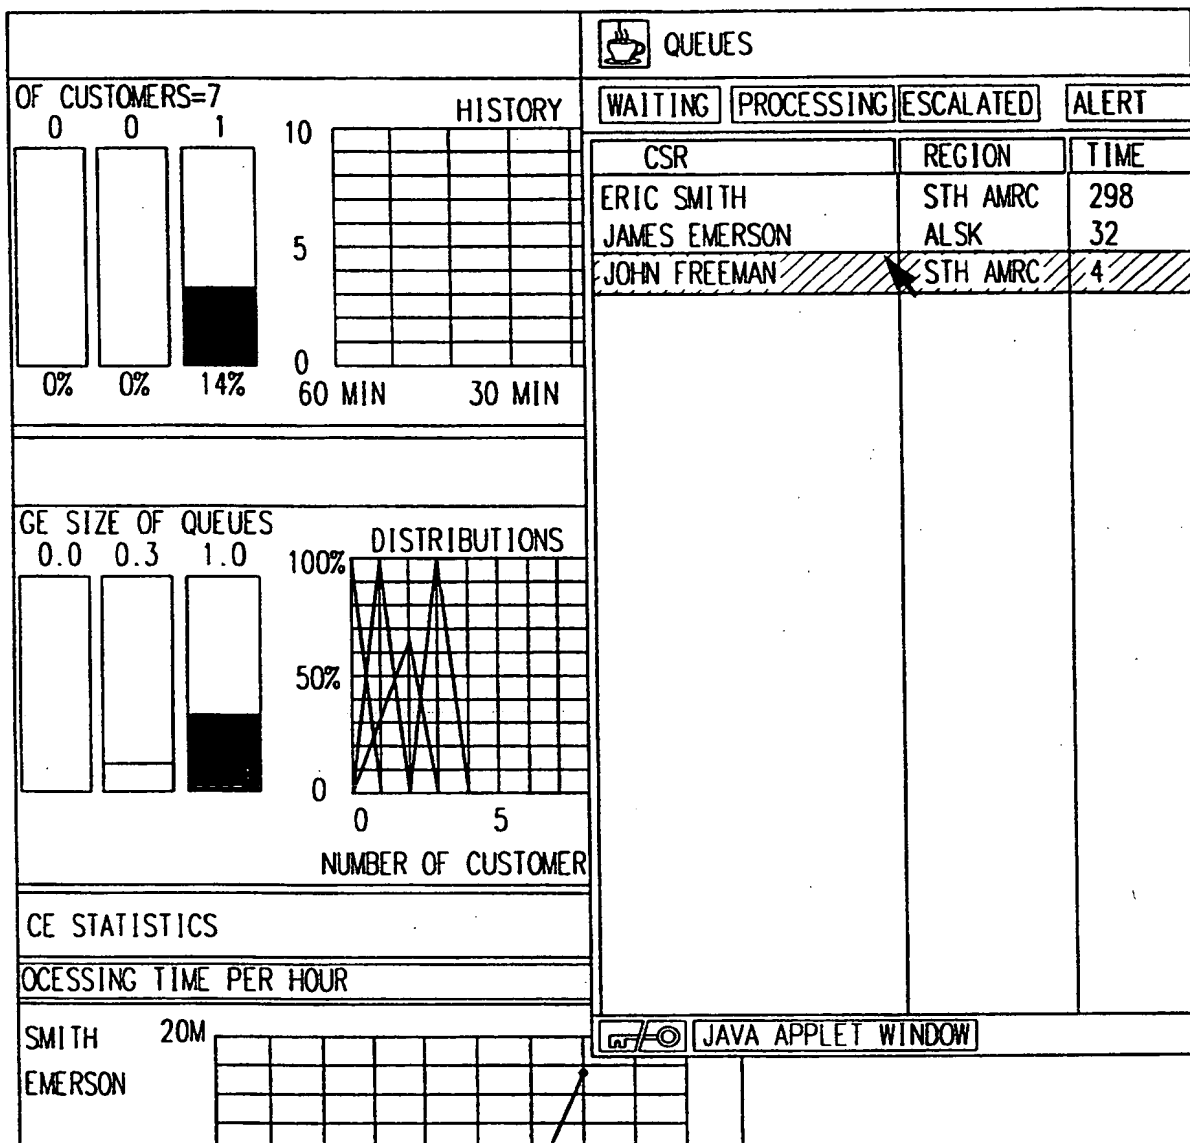 QUEUES
OF CUSTOMERS=7
0 0 1
HISTORY
10
5
0
0% 0% 14%
60 MIN 30 MIN
WAITING PROCESSING ESCALATED ALERT
CSR REGION TIME
ERIC SMITH STH AMRC 298
JAMES EMERSON ALSK 32
JOHN FREEMAN STH AMRC 4
GE SIZE OF QUEUES
0.0 0.3 1.0
DISTRIBUTIONS
100%
50%
0
0 5
NUMBER OF CUSTOMER
CE STATISTICS
OCESSING TIME PER HOUR
SMITH 20M
EMERSON
JAVA APPLET WINDOW